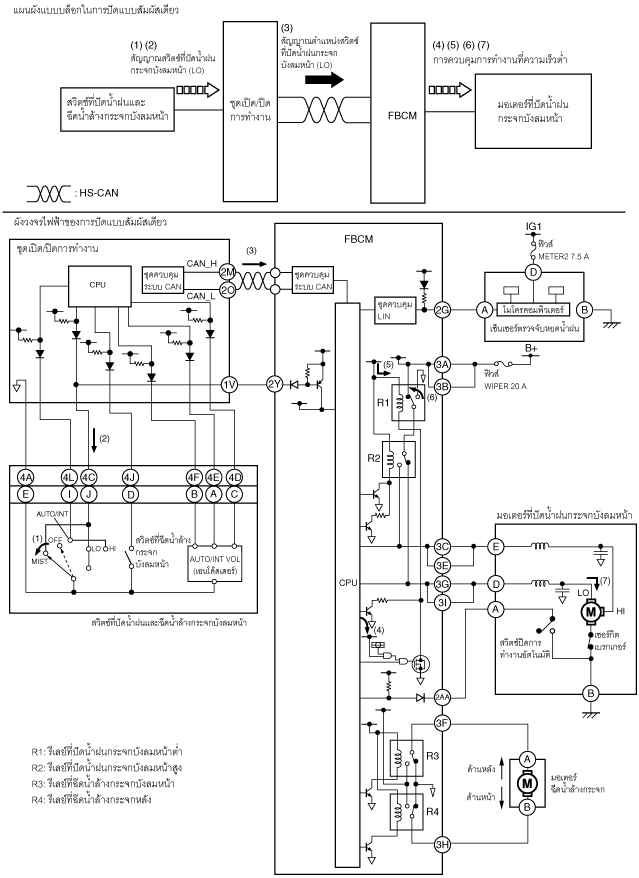 แผนผังแบบบล็อกในการปัดแบบสัมผัสเดียว
(1) (2)
สัญญาณสวิตช์ที่ปัดน้ำฝน
กระจกบังลมหน้า (LO)
(3)
สัญญาณตำแหน่งสวิตช์
ที่ปัดน้ำฝนกระจก
บังลมหน้า (LO)
(4) (5) (6) (7)
การควบคุมการทำงานที่ความเร็วต่ำ
สวิตช์ที่ปัดน้ำฝนและ
ฉีดน้ำล้างกระจกบังลมหน้า
ชุดเปิด/ปิด
การทำงาน
FBCM
มอเตอร์ที่ปัดน้ำฝน
กระจกบังลมหน้า
: HS-CAN
ผังวงจรไฟฟ้าของการปัดแบบสัมผัสเดียว
ชุดเปิด/ปิดการทำงาน
CPU
CAN_H
CAN_L
ชุดควบคุม
ระบบ CAN
2M
2O
(3)
FBCM
ชุดควบคุม
ระบบ CAN
ชุดควบคุม
LIN
2G
IG1
ฟิวส์
METER2 7.5 A
D
A
B
ไมโครคอมพิวเตอร์
เซ็นเซอร์ตรวจจับหยดน้ำฝน
1V
2Y
B+
ฟิวส์
WIPER 20 A
3A
3B
(5)
(6)
R1
R2
(2)
4A
4L
4C
4J
4F
4E
4D
E
I
J
D
B
A
C
AUTO/INT
(1)
OFF
MIST
LO
HI
สวิตช์ที่ฉีดน้ำล้าง
กระจก
บังลมหน้า
AUTO/INT VOL
(เอนโค้ดเดอร์)
สวิตช์ที่ปัดน้ำฝนและฉีดน้ำล้างกระจกบังลมหน้า
CPU
3C
3E
3G
3I
(4)
2AA
3F
R3
R4
3H
มอเตอร์ที่ปัดน้ำฝนกระจกบังลมหน้า
E
D
A
(7)
LO
HI
M
สวิตช์ปิดการ
ทำงานอัตโนมัติ
เซอร์กิต
เบรกเกอร์
B
ด้านหลัง
ด้านหน้า
A
M
B
มอเตอร์
ฉีดน้ำล้างกระจก
R1: รีเลย์ที่ปัดน้ำฝนกระจกบังลมหน้าต่ำ
R2: รีเลย์ที่ปัดน้ำฝนกระจกบังลมหน้าสูง
R3: รีเลย์ที่ฉีดน้ำล้างกระจกบังลมหน้า
R4: รีเลย์ที่ฉีดน้ำล้างกระจกหลัง